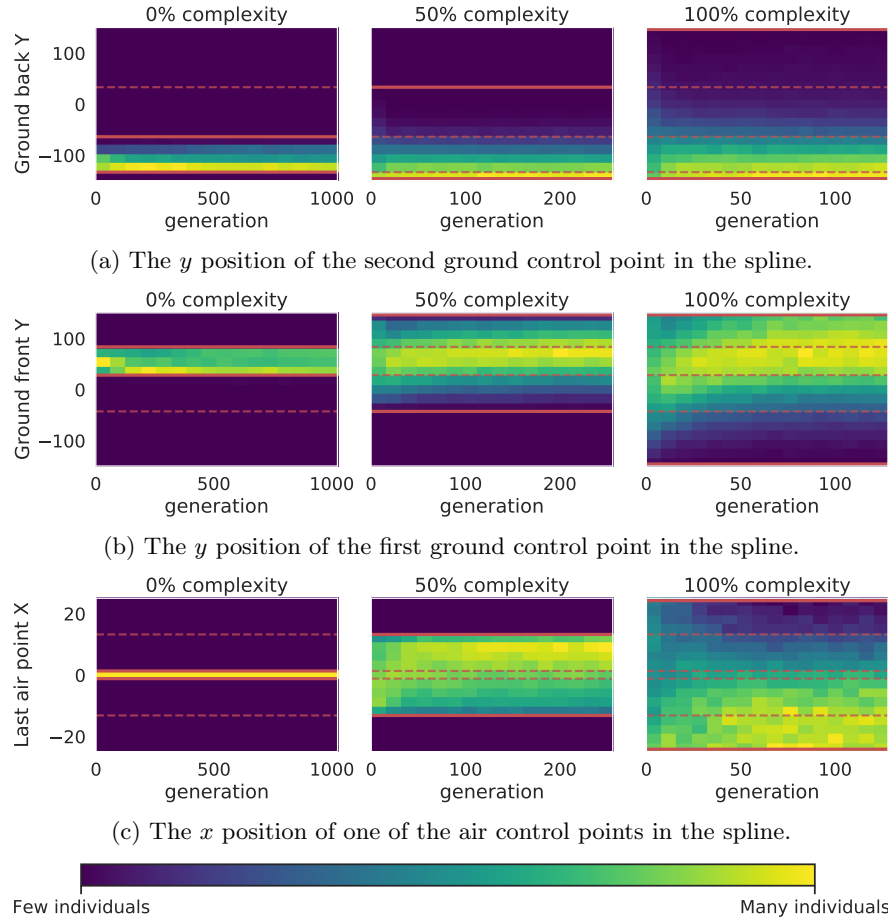 0% complexity 50% complexity 100% complexity
Ground back Y
100
0
−100
0 500 1000 0 100 200 0 50 100
generation generation generation
(a) The y position of the second ground control point in the spline.
0% complexity 50% complexity 100% complexity
Ground front Y
100
0
−100
0 500 1000 0 100 200 0 50 100
generation generation generation
(b) The y position of the first ground control point in the spline.
0% complexity 50% complexity 100% complexity
Last air point X
20
0
−20
0 500 1000 0 100 200 0 50 100
generation generation generation
(c) The x position of one of the air control points in the spline.
Few individuals Many individuals